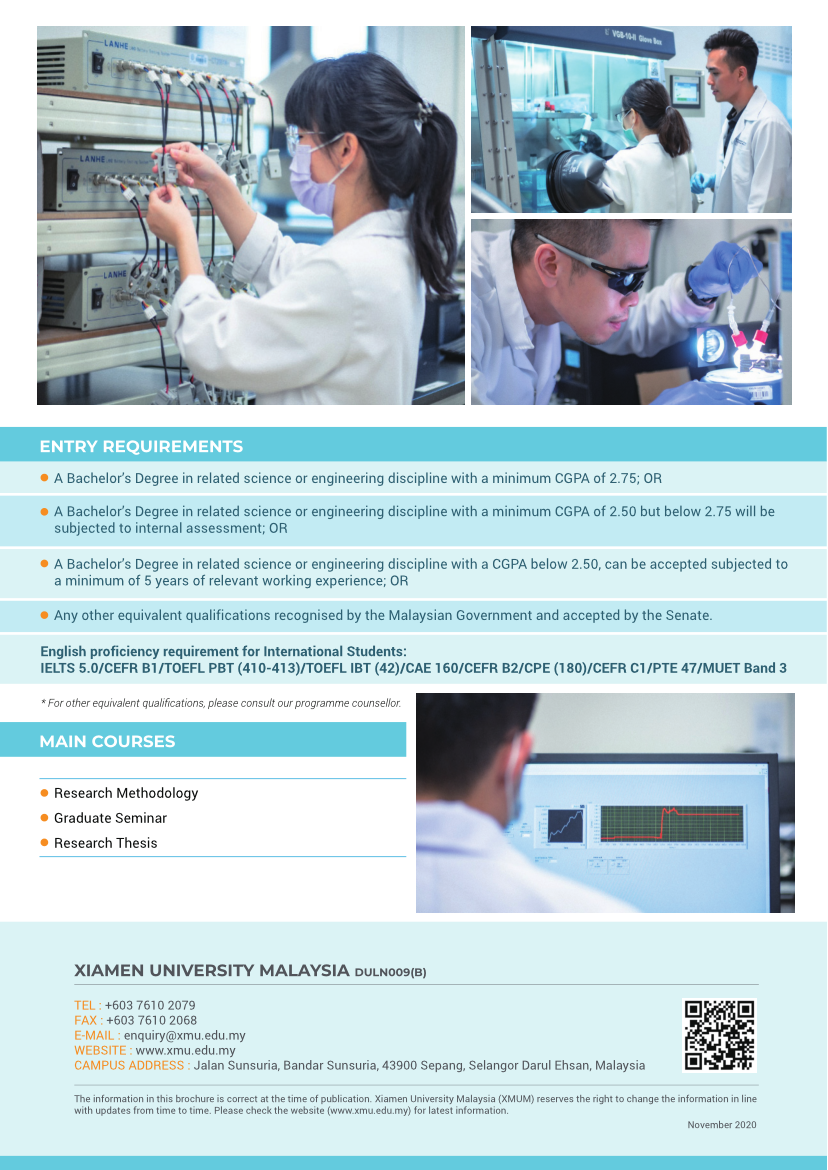 LANHE
LANHE
LANHE
VGB-10-II Glove Box
ENTRY REQUIREMENTS
A Bachelor's Degree in related science or engineering discipline with a minimum CGPA of 2.75; OR
A Bachelor's Degree in related science or engineering discipline with a minimum CGPA of 2.50 but below 2.75 will be
subjected to internal assessment; OR
A Bachelor's Degree in related science or engineering discipline with a CGPA below 2.50, can be accepted subjected to
a minimum of 5 years of relevant working experience; OR
Any other equivalent qualifications recognised by the Malaysian Government and accepted by the Senate.
English proficiency requirement for International Students:
IELTS 5.0/CEFR B1/TOEFL PBT (410-413)/TOEFL IBT (42)/CAE 160/CEFR B2/CPE (180)/CEFR C1/PTE 47/MUET Band 3
* For other equivalent qualifications, please consult our programme counsellor.
MAIN COURSES
Research Methodology
Graduate Seminar
Research Thesis
XIAMEN UNIVERSITY MALAYSIA DULN009(B)
TEL : +603 7610 2079
FAX : +603 7610 2068
E-MAIL : enquiry@xmu.edu.my
WEBSITE : www.xmu.edu.my
CAMPUS ADDRESS : Jalan Sunsuria, Bandar Sunsuria, 43900 Sepang, Selangor Darul Ehsan, Malaysia
The information in this brochure is correct at the time of publication. Xiamen University Malaysia (XMUM) reserves the right to change the information in line
with updates from time to time. Please check the website (www.xmu.edu.my) for latest information.
November 2020